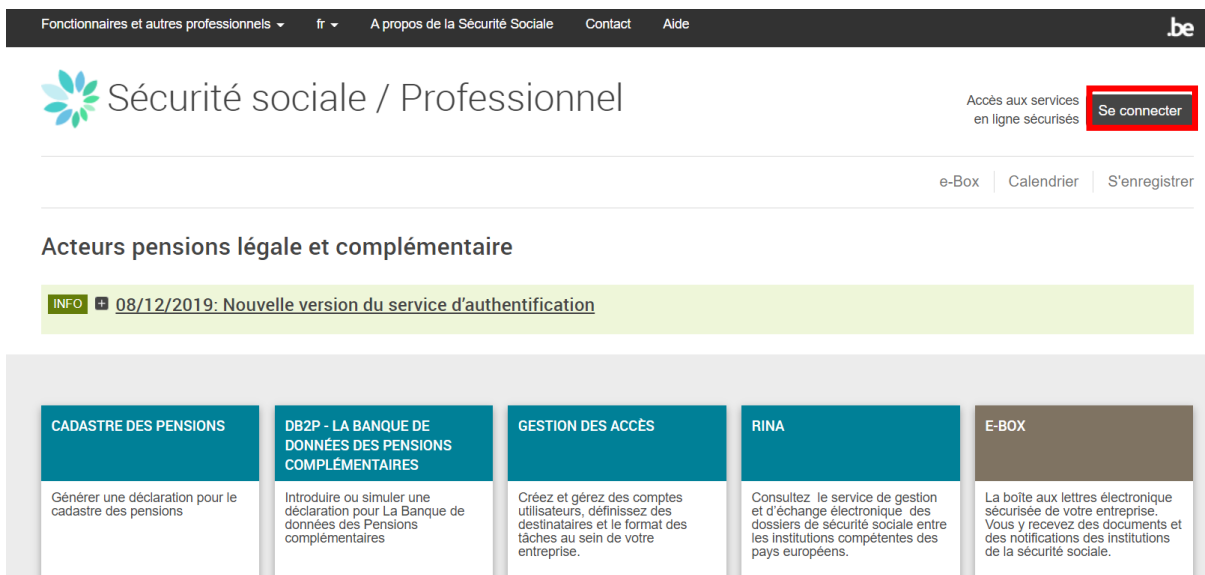 Fonctionnaires et autres professionnels fr A propos de la Sécurité Sociale Contact Aide .be
Sécurité sociale / Professionnel
Accès aux services
en ligne sécurisés
Se connecter
e-Box Calendrier S'enregistrer
Acteurs pensions légale et complémentaire
INFO 08/12/2019: Nouvelle version du service d'authentification
CADASTRE DES PENSIONS
Générer une déclaration pour le
cadastre des pensions
DB2P - LA BANQUE DE
DONNÉES DES PENSIONS
COMPLÉMENTAIRES
Introduire ou simuler une
déclaration pour La Banque de
données des Pensions
complémentaires
GESTION DES ACCÈS
Créez et gérez des comptes
utilisateurs, définissez des
destinataires et le format des
tâches au sein de votre
entreprise.
RINA
Consultez le service de gestion
et d'échange électronique des
dossiers de sécurité sociale entre
les institutions compétentes des
pays européens.
E-BOX
La boîte aux lettres électronique
sécurisée de votre entreprise.
Vous y recevez des documents et
des notifications des institutions
de la sécurité sociale.